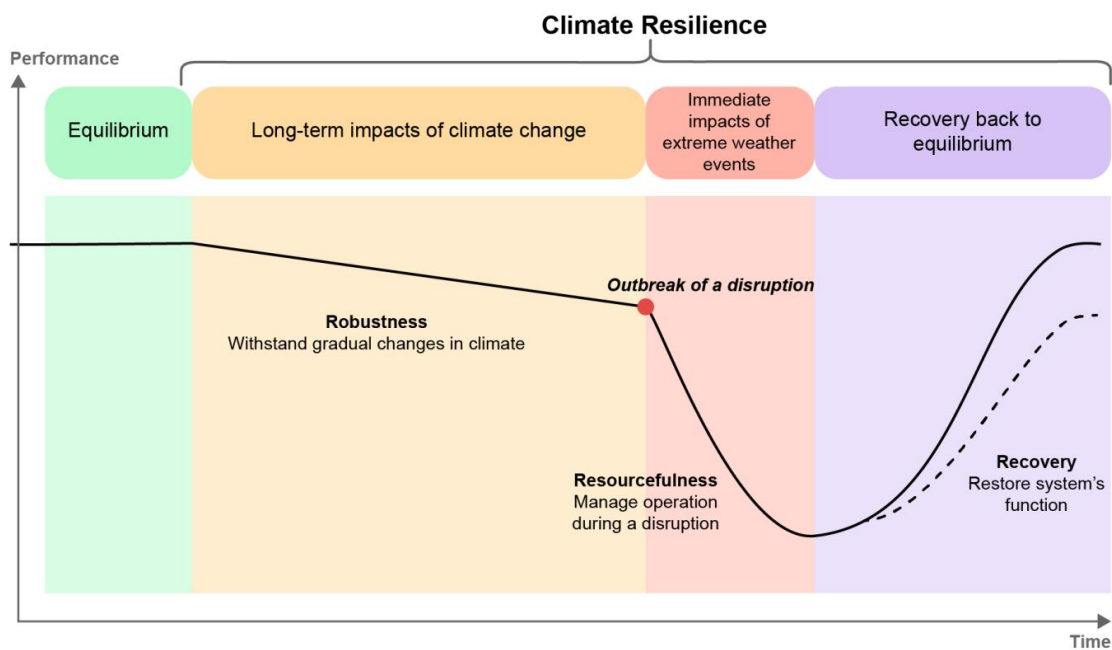 Climate Resilience
Performance
Equilibrium
Long-term impacts of climate change
Immediate
impacts of
extreme weather
events
Recovery back to
equilibrium
Outbreak of a disruption
Robustness
Withstand gradual changes in climate
Resourcefulness
Manage operation
during a disruption
Recovery
Restore system's
function
Time